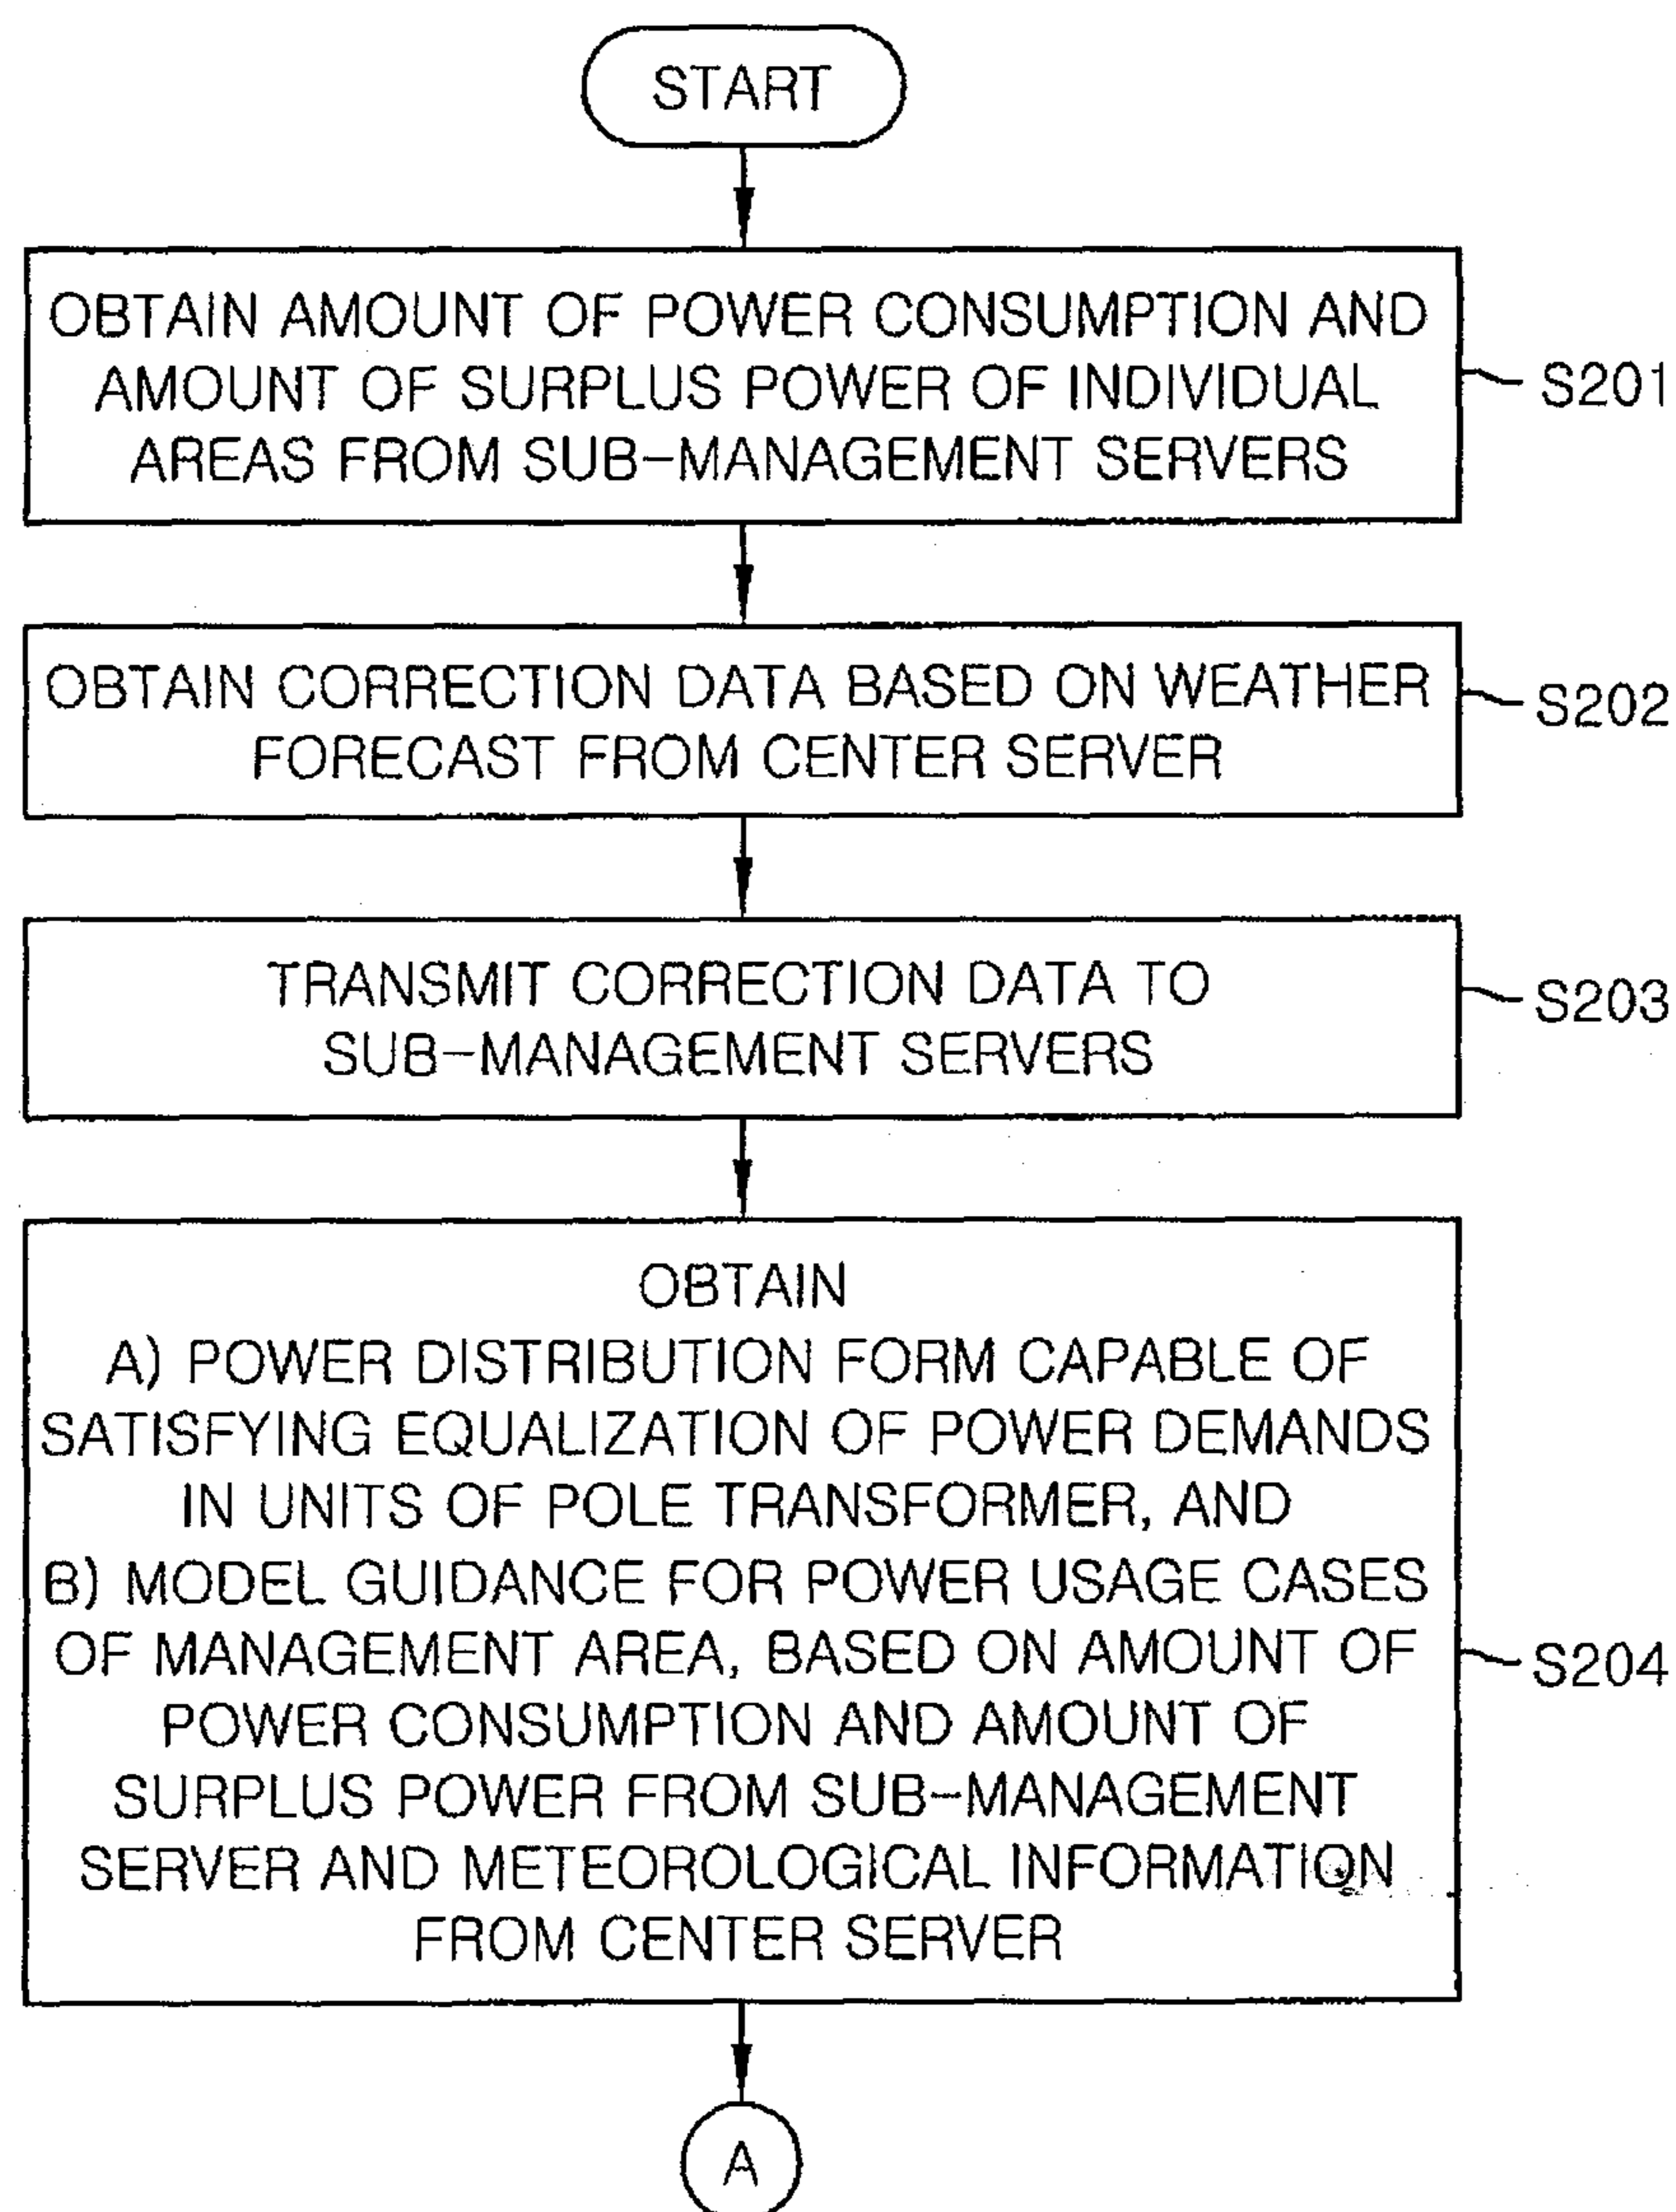 START
OBTAIN AMOUNT OF POWER CONSUMPTION AND
AMOUNT OF SURPLUS POWER OF INDIVIDUAL
AREAS FROM SUB-MANAGEMENT SERVERS
S201
OBTAIN CORRECTION DATA BASED ON WEATHER
FORECAST FROM CENTER SERVER
S202
TRANSMIT CORRECTION DATA TO
SUB-MANAGEMENT SERVERS
S203
OBTAIN
A) POWER DISTRIBUTION FORM CAPABLE OF
SATISFYING EQUALIZATION OF POWER DEMANDS
IN UNITS OF POLE TRANSFORMER, AND
B) MODEL GUIDANCE FOR POWER USAGE CASES
OF MANAGEMENT AREA, BASED ON AMOUNT OF
POWER CONSUMPTION AND AMOUNT OF
SURPLUS POWER FROM SUB-MANAGEMENT
SERVER AND METEOROLOGICAL INFORMATION
FROM CENTER SERVER
S204
A